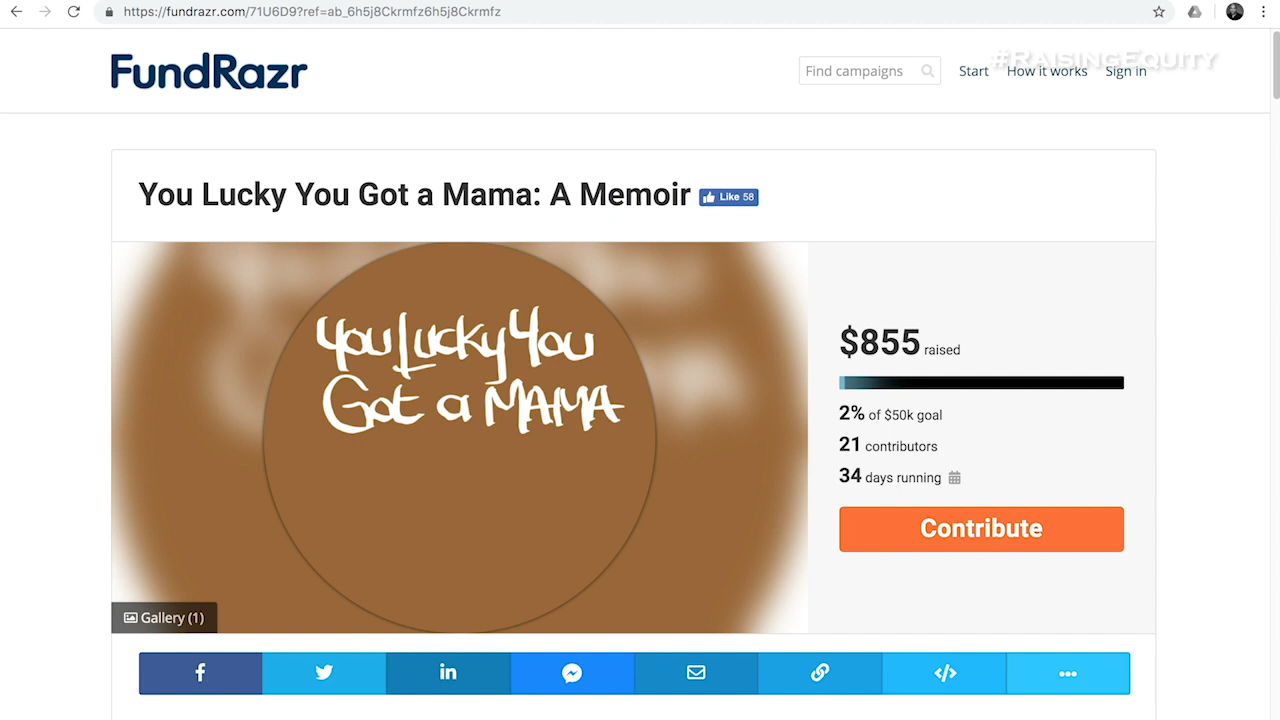 https://fundrazr.com/71U6D9?ref=ab_6h5j8Ckrmfz6h5j8Ckrmfz
#RaisingEquity
FundRazr
Find campaigns
Start
How it works
Sign in
You Lucky You Got a Mama: A Memoir
Like 58
You Lucky You
Got a MAMA
$855 raised
2% of $50k goal
21 contributors
34 days running
Contribute
Gallery (1)